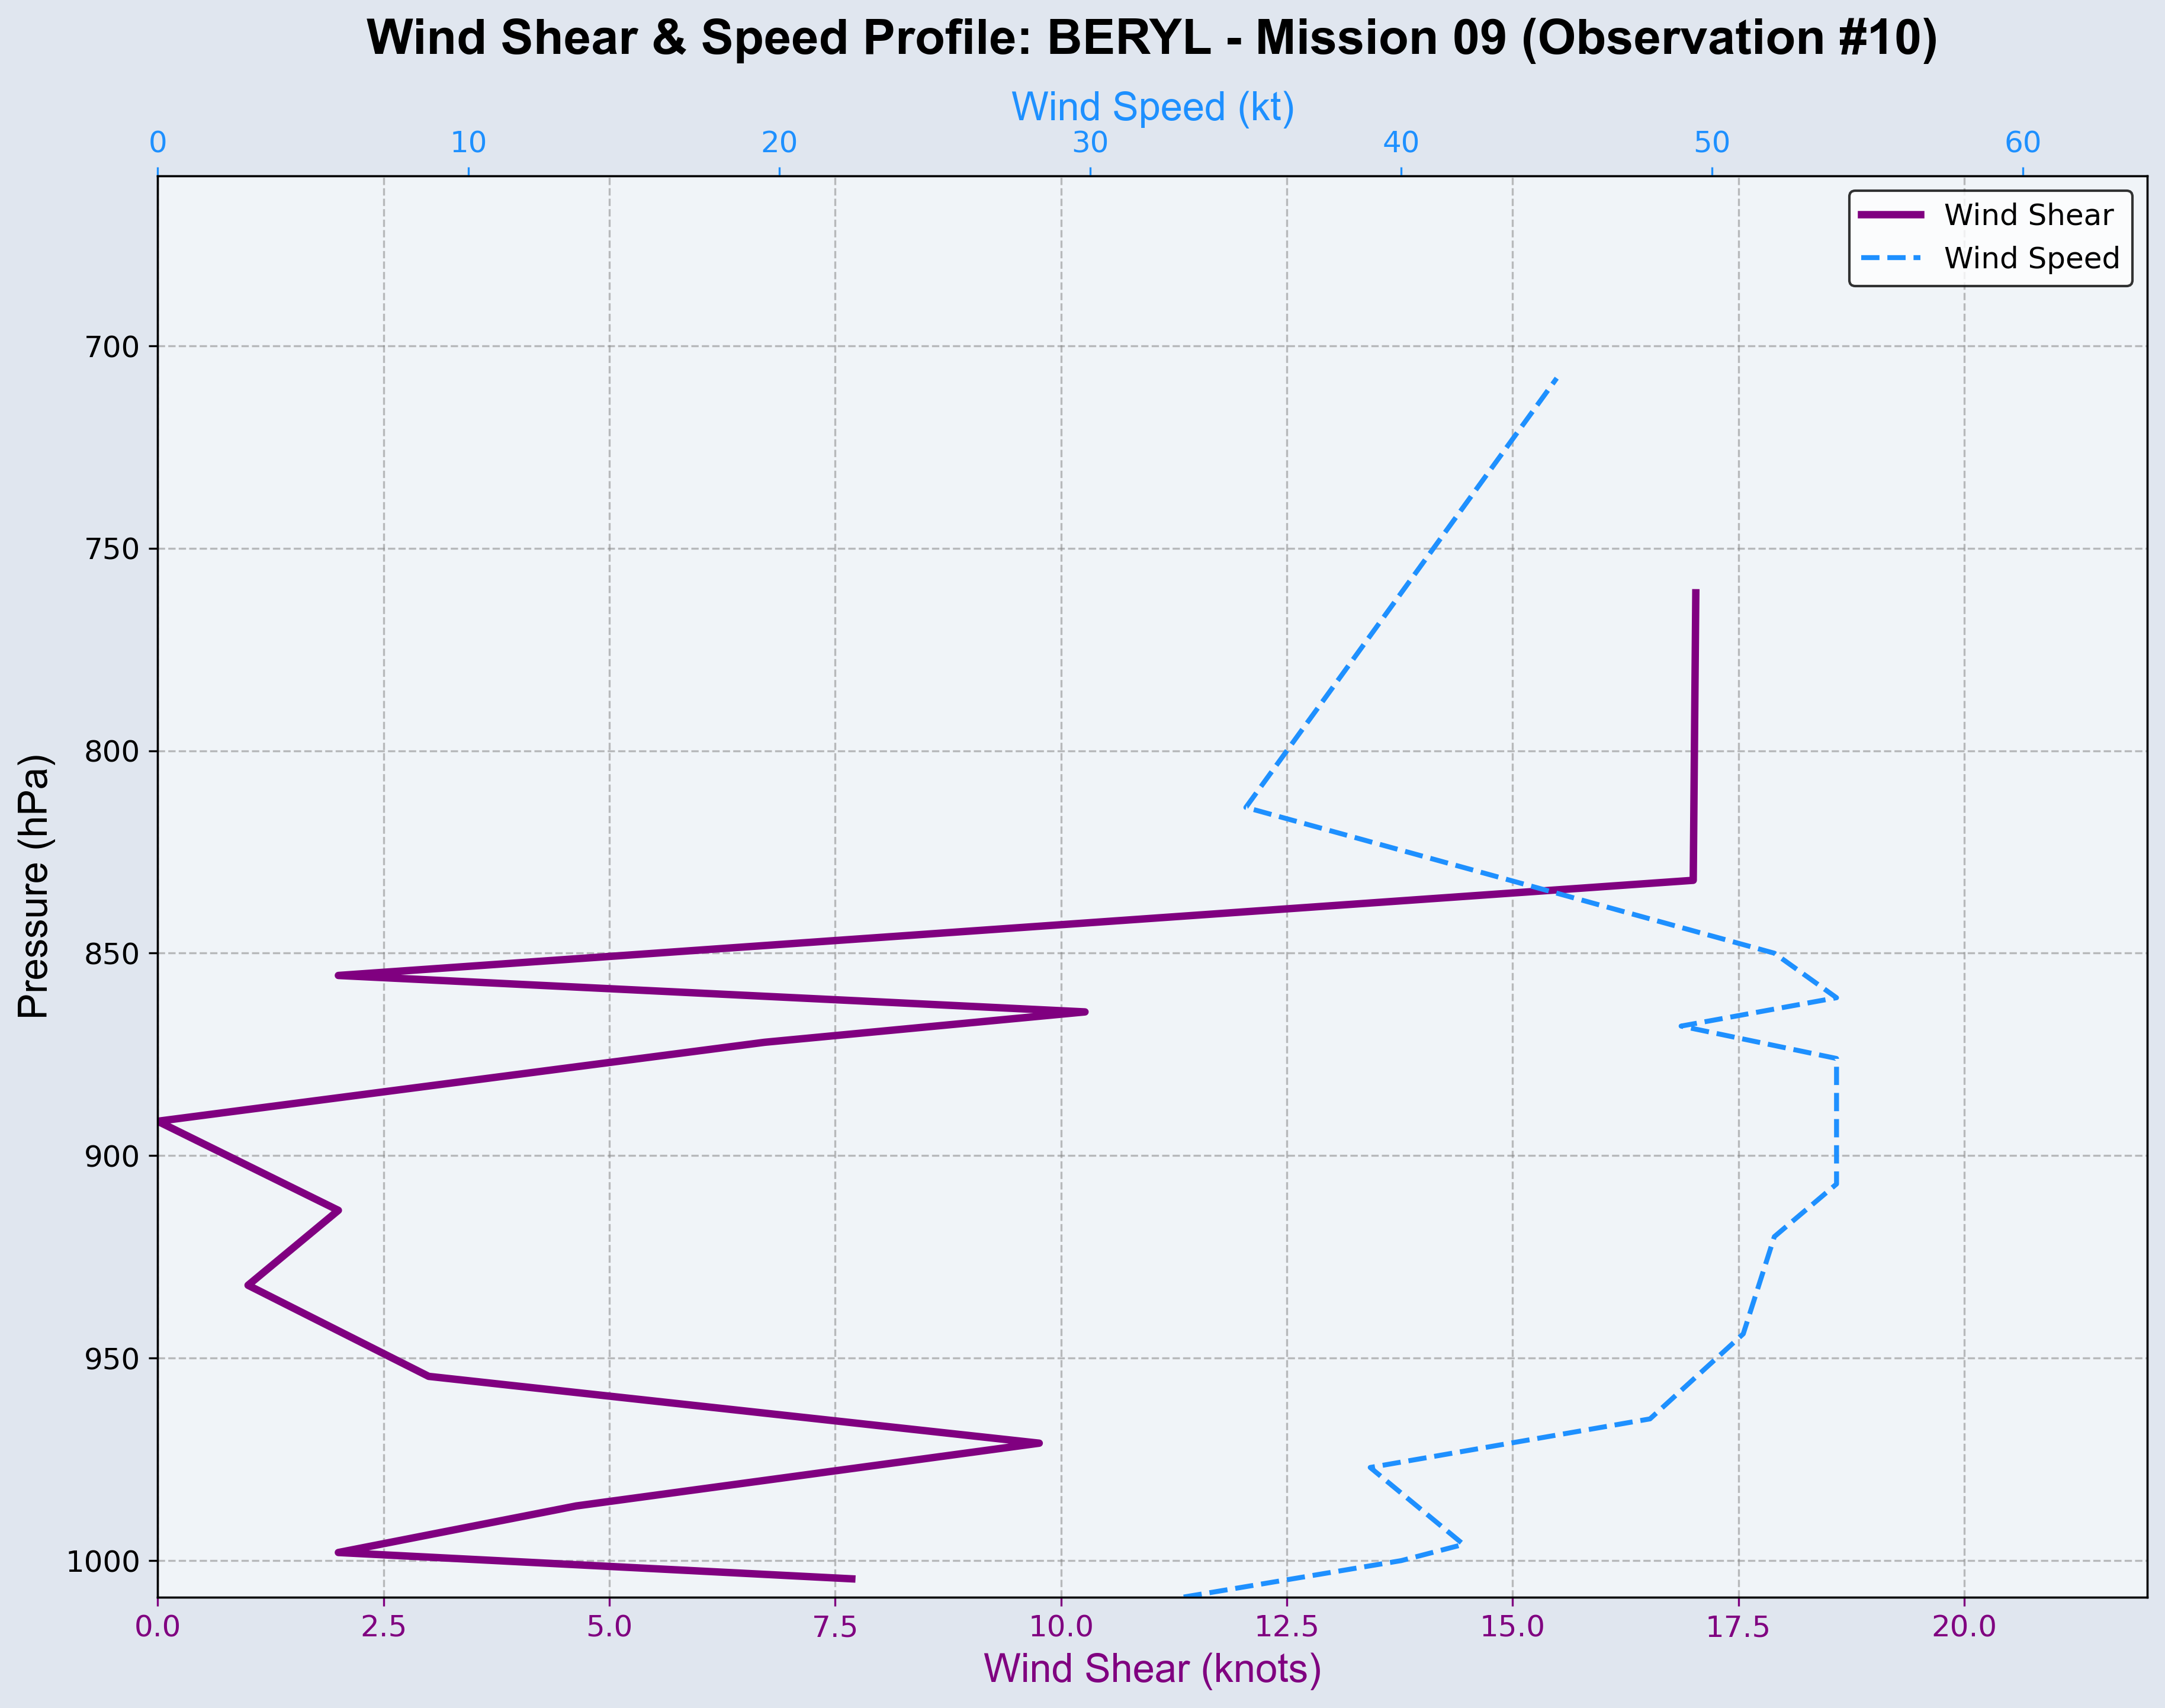 Wind Shear & Speed Profile: BERYL - Mission 09 (Observation #10)
Wind Speed (kt)
0 10 20 30 40 50 60
Wind Shear
Wind Speed
700
750
800
850
900
950
1000
Pressure (hPa)
0.0 2.5 5.0 7.5 10.0 12.5 15.0 17.5 20.0
Wind Shear (knots)